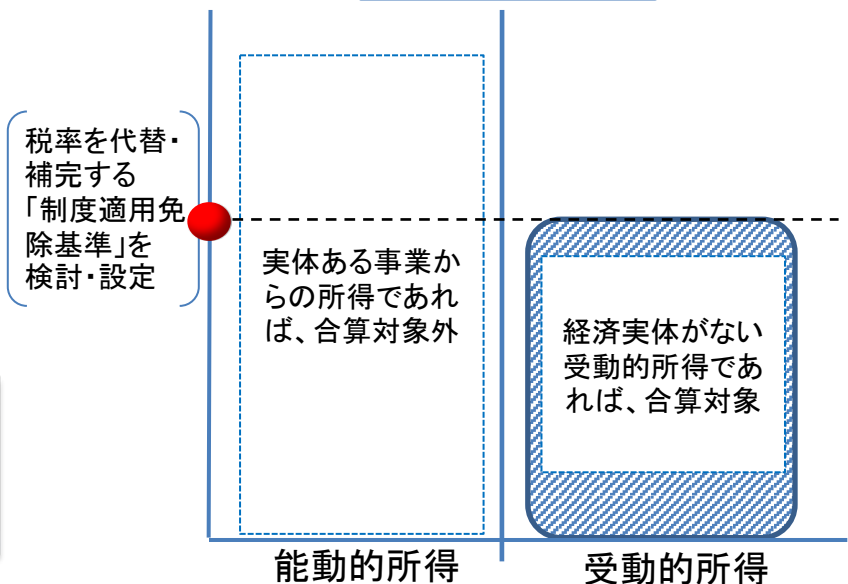 税率を代替・
補完する
「制度適用免
除基準」を
検討・設定
実体ある事業か
らの所得であれ
ば、合算対象外
経済実体がない
受動的所得であ
れば、合算対象
能動的所得
受動的所得